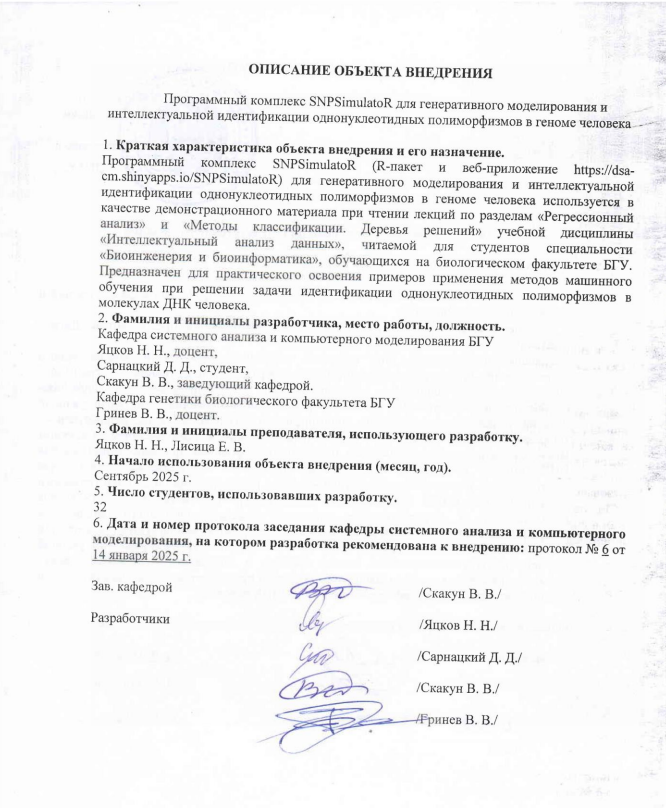 ОПИСАНИЕ ОБЪЕКТА ВНЕДРЕНИЯ
Программный комплекс SNPSimulatoR для генеративного моделирования и
интеллектуальной идентификации однонуклеотидных полиморфизмов в геноме человека
1. Краткая характеристика объекта внедрения и его назначение.
Программный комплекс SNPSimulatoR (R-пакет и веб-приложение https://dsa-
cm.shinyapps.io/SNPSimulatoR) для генеративного моделирования и интеллектуальной
идентификации однонуклеотидных полиморфизмов в геноме человека используется в
качестве демонстрационного материала при чтении лекций по разделам «Регрессионный
анализ» и «Методы классификации. Деревья решений» учебной дисциплины
«Интеллектуальный анализ данных», читаемой для студентов специальности
«Биоинженерия и биоинформатика», обучающихся на биологическом факультете БГУ.
Предназначен для практического освоения примеров применения методов машинного
обучения при решении задачи идентификации однонуклеотидных полиморфизмов в
молекулах ДНК человека.
2. Фамилия и инициалы разработчика, место работы, должность.
Кафедра системного анализа и компьютерного моделирования БГУ
Яцков Н. Н., доцент,
Сарнацкий Д. Д., студент,
Скакун В. В., заведующий кафедрой.
Кафедра генетики биологического факультета БГУ
Гринев В. В., доцент.
3. Фамилия и инициалы преподавателя, использующего разработку.
Яцков Н. Н., Лисица Е. В.
4. Начало использования объекта внедрения (месяц, год).
Сентябрь 2025 г.
5. Число студентов, использовавших разработку.
32
6. Дата и номер протокола заседания кафедры системного анализа и компьютерного
моделирования, на котором разработка рекомендована к внедрению: протокол № 6 от
14 января 2025 г.
Зав. кафедрой /Скакун В. В./
Разработчики /Яцков Н. Н./
/Сарнацкий Д. Д./
/Скакун В. В./
/Гринев В. В./